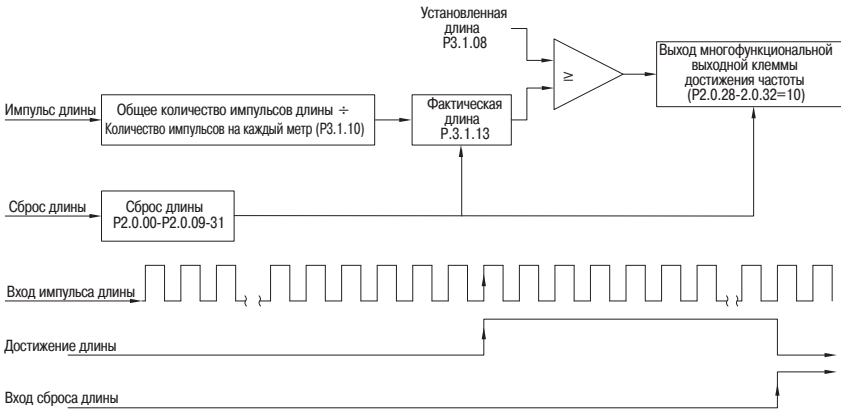 Установленная
длина
P3.1.08
Выход многофункциональной
выходной клеммы
достижения частоты
(P2.0.28-2.0.32=10)
≥
Импульс длины
Общее количество импульсов длины ÷
Количество импульсов на каждый метр (P3.1.10)
Фактическая
длина
P.3.1.13
Сброс длины
Сброс длины
P2.0.00-P2.0.09-31
Вход импульса длины
Достижение длины
Вход сброса длины